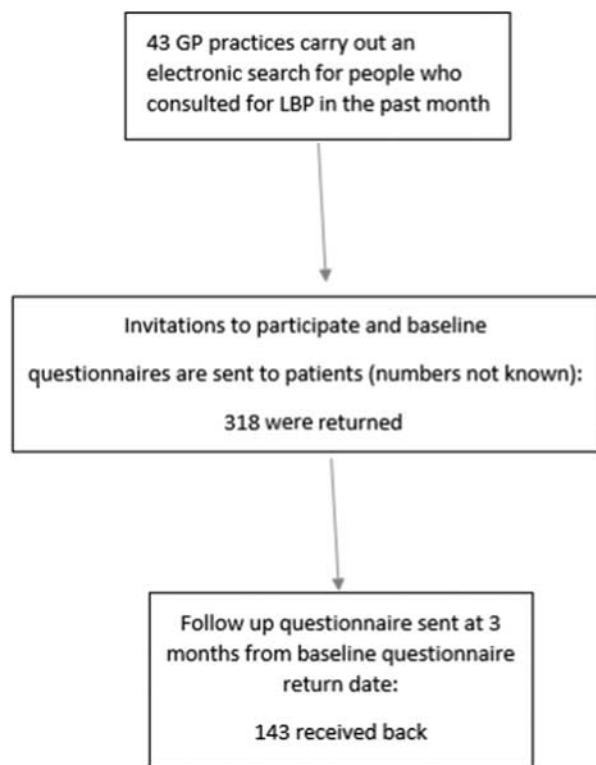 43 GP practices carry out an
electronic search for people who
consulted for LBP in the past month
Invitations to participate and baseline
questionnaires are sent to patients (numbers not known):
318 were returned
Follow up questionnaire sent at 3
months from baseline questionnaire
return date:
143 received back